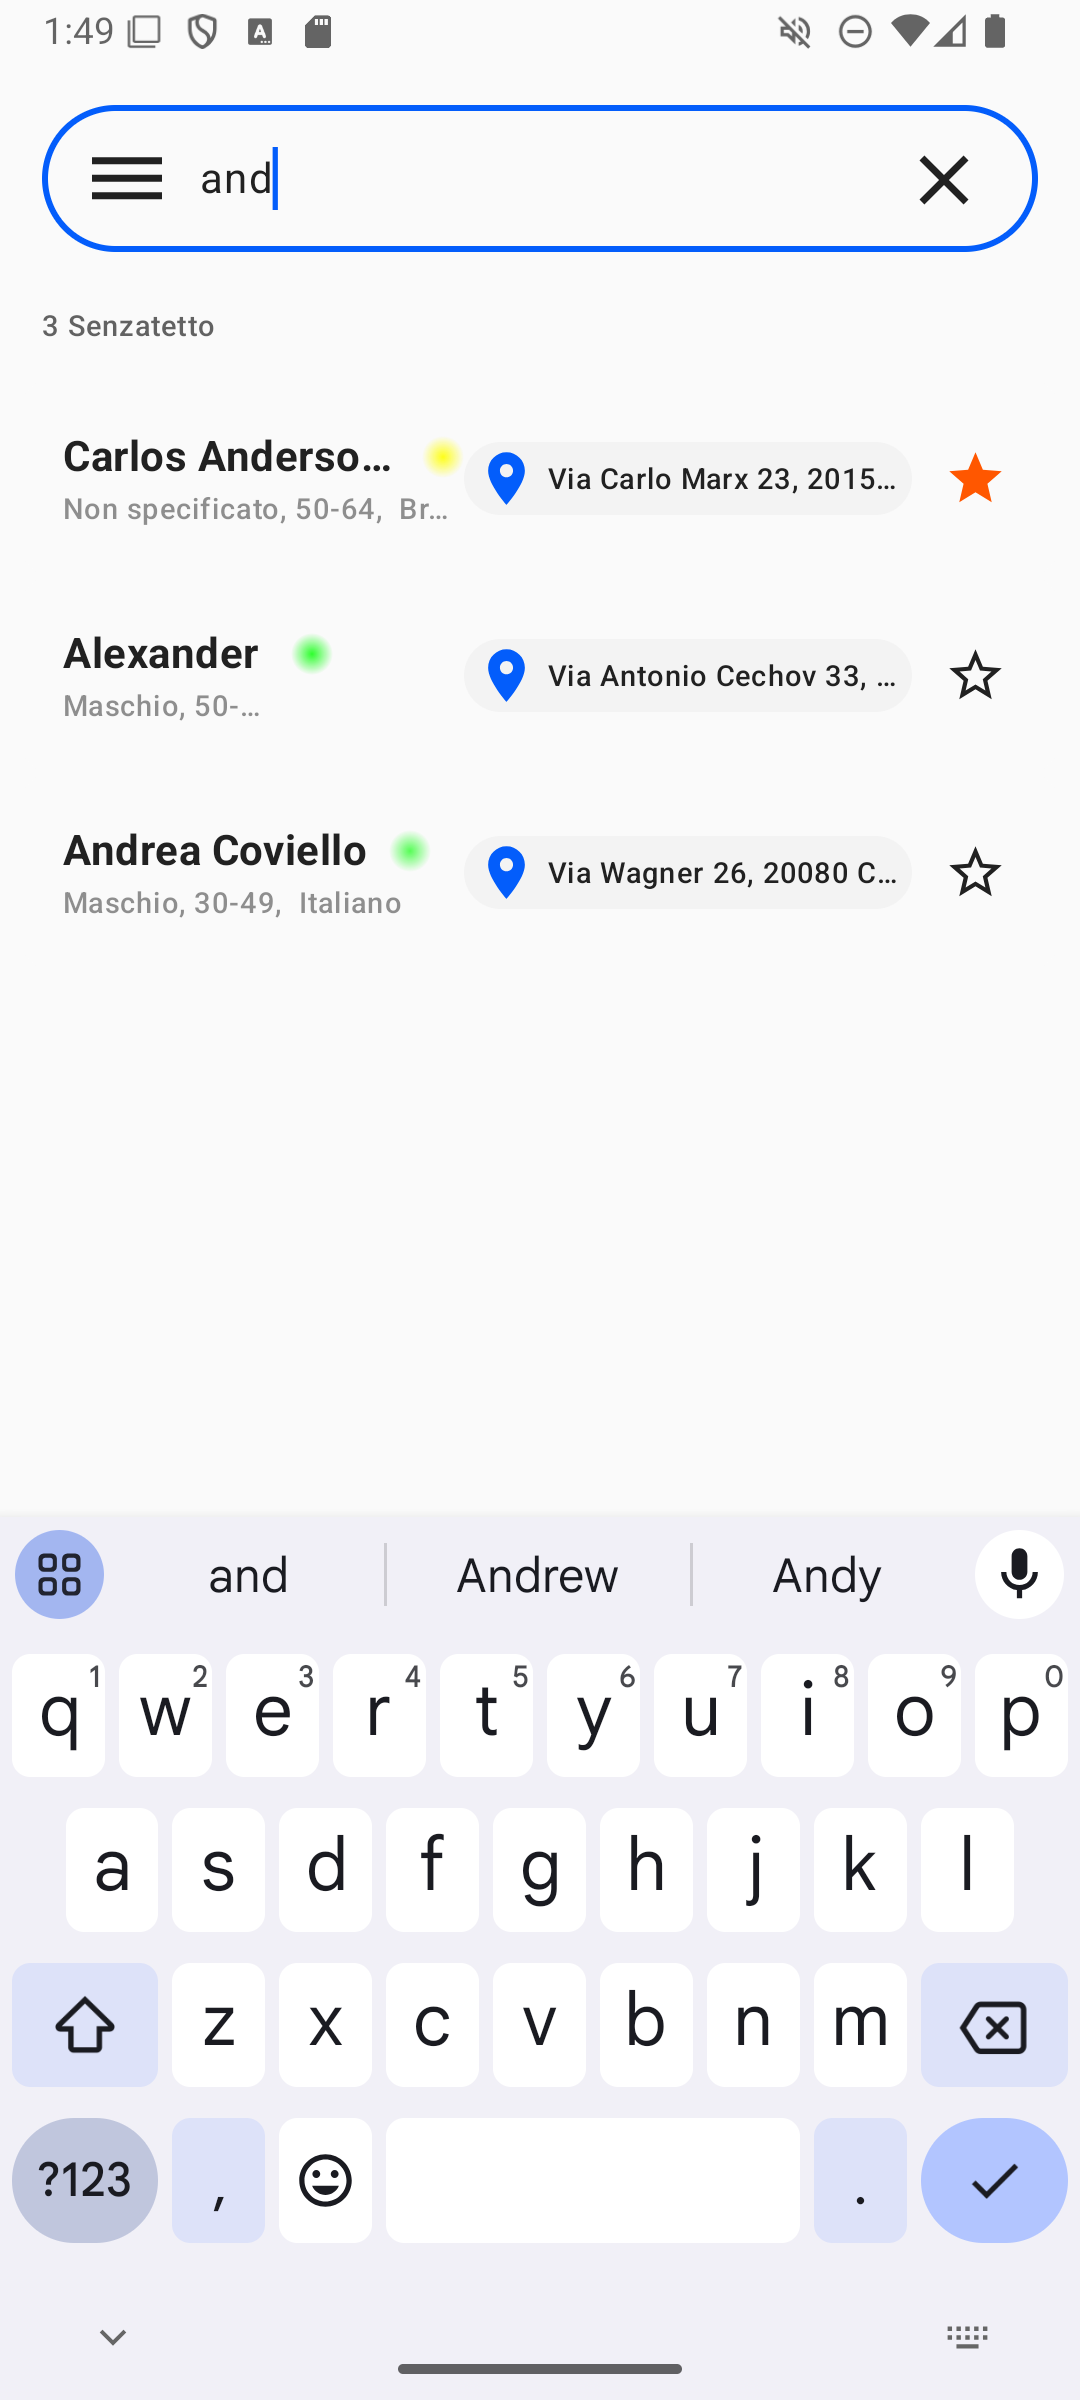 1:49
and
3 Senzatetto
Carlos Anderso...
Via Carlo Marx 23, 2015...
Non specificato, 50-64, Br...
Alexander
Via Antonio Cechov 33, ...
Maschio, 50-...
Andrea Coviello
Via Wagner 26, 20080 C...
Maschio, 30-49, Italiano
and Andrew Andy
q 1 w 2 e 3 r 4 t 5 y 6 u 7 i 8 o 9 p 0
a s d f g h j k l
z x c v b n m
?123 , .